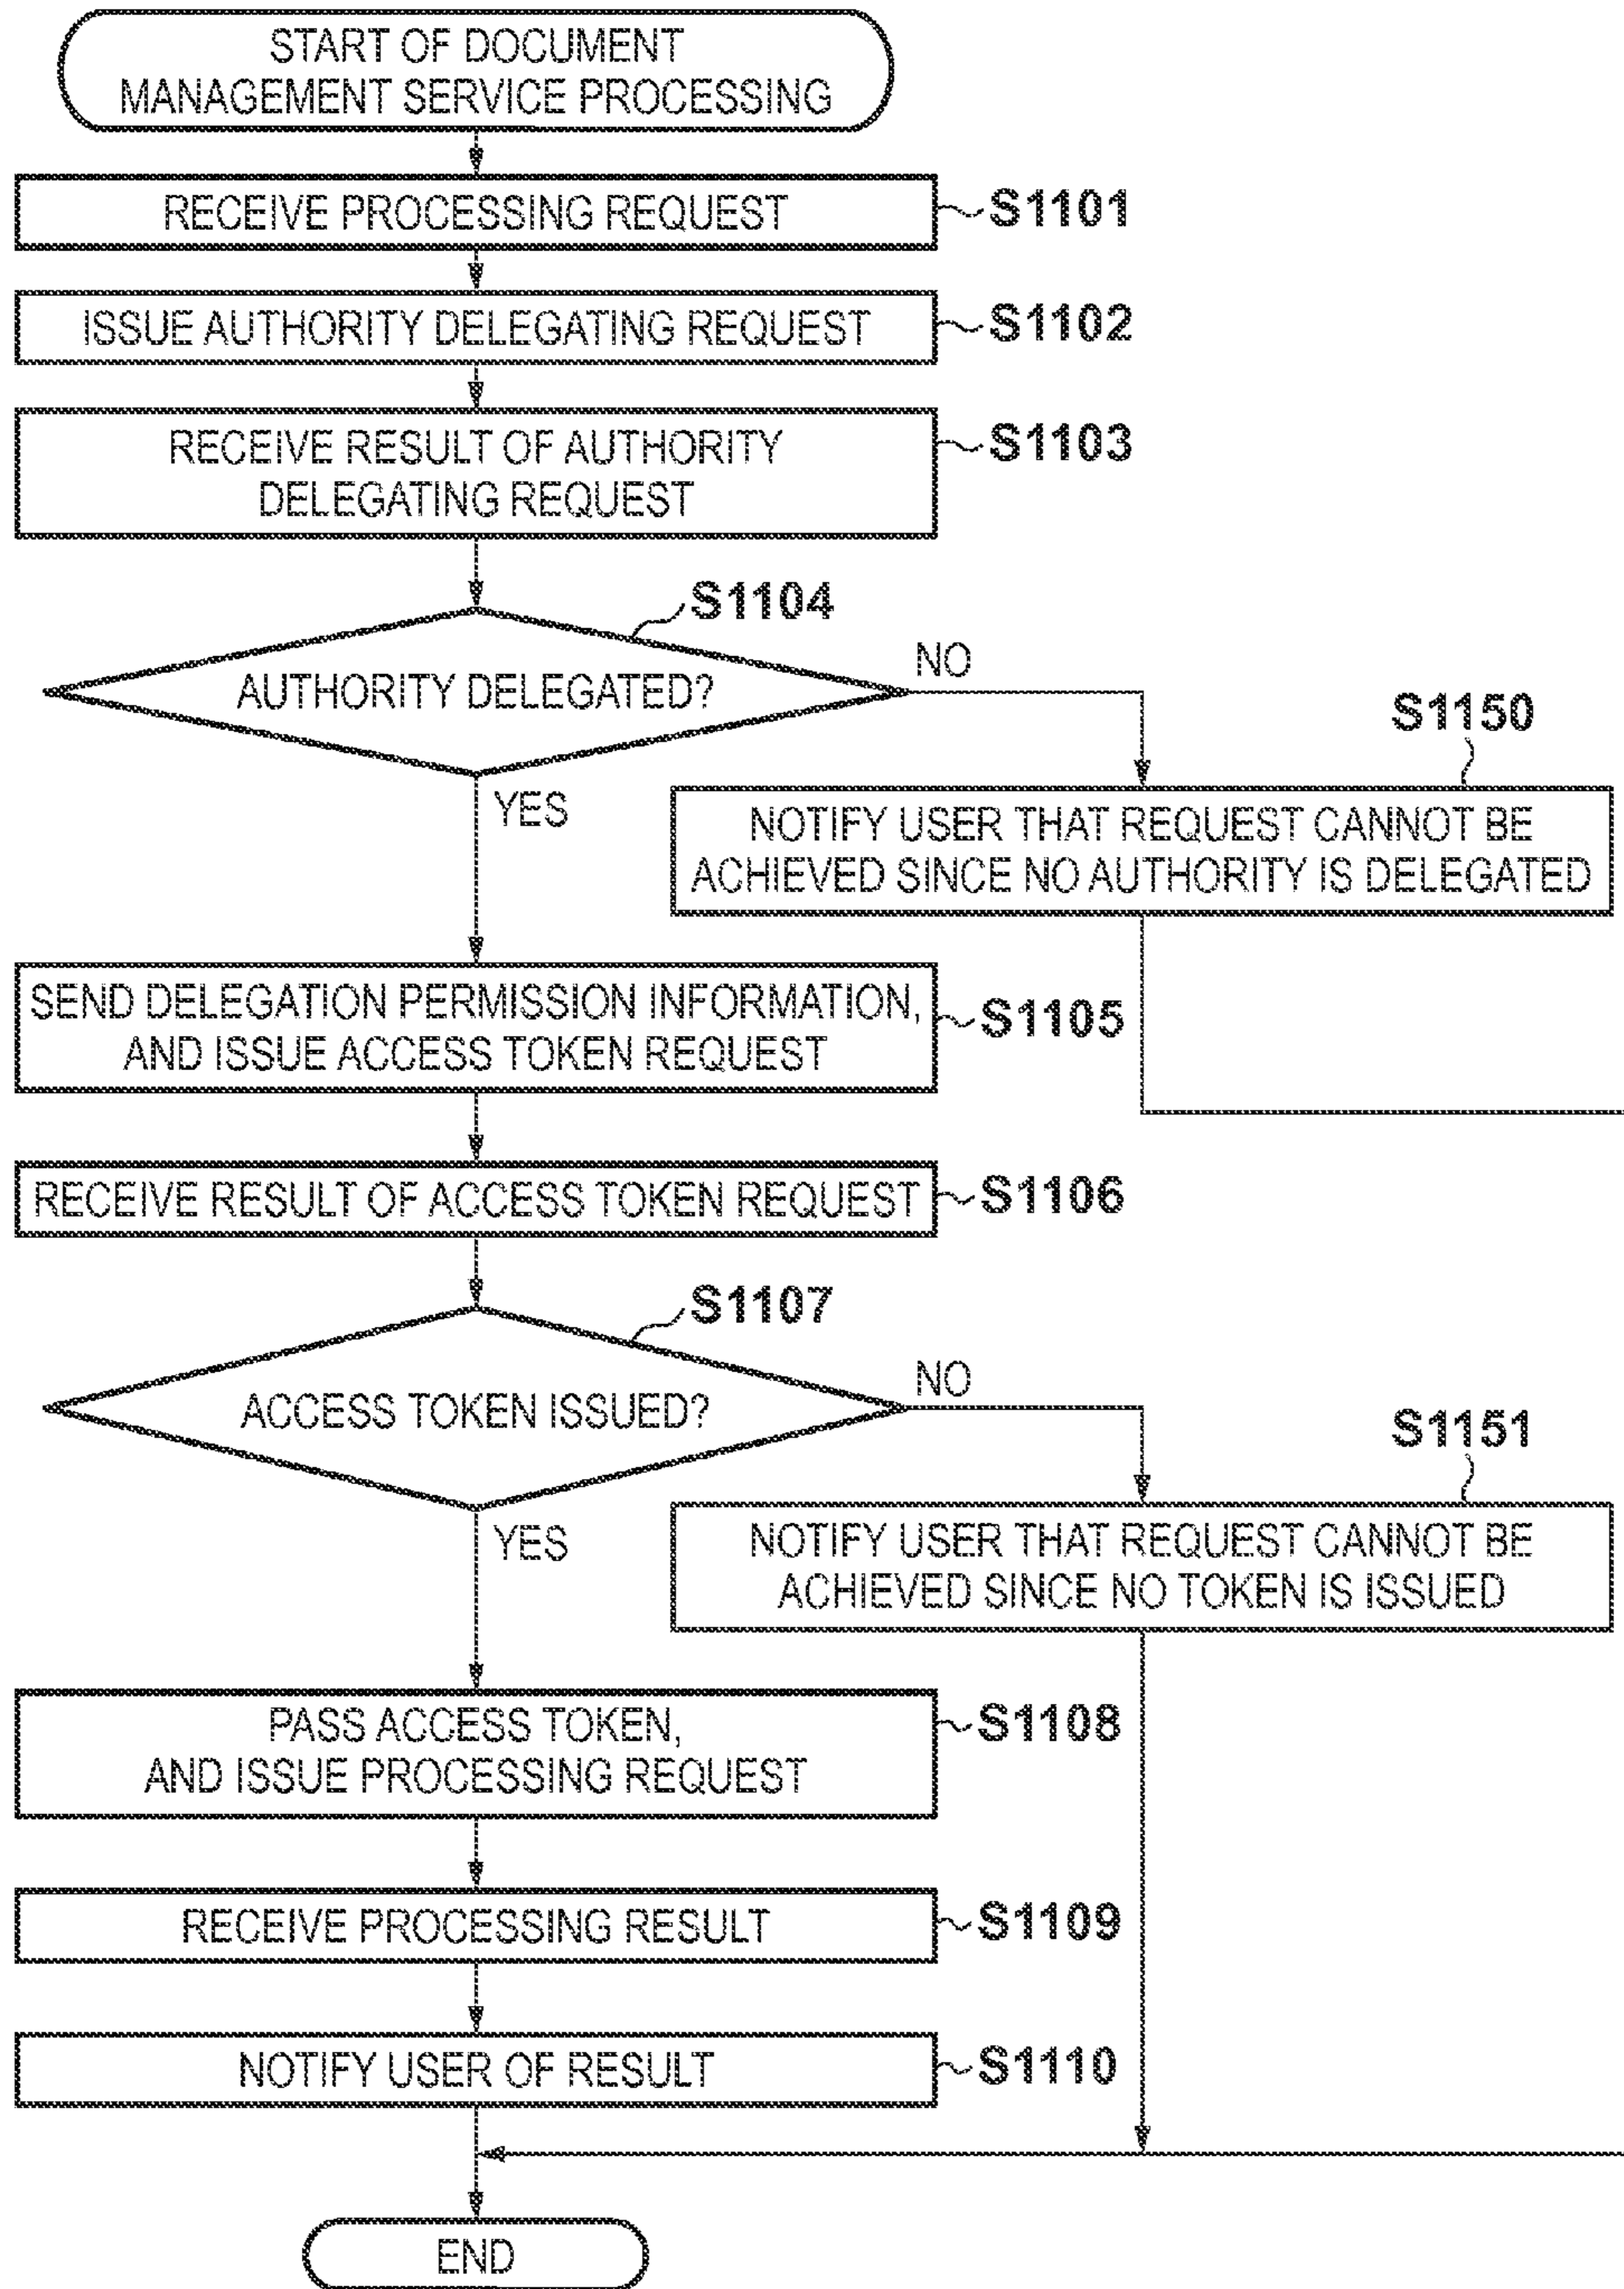 START OF DOCUMENT
MANAGEMENT SERVICE PROCESSING
RECEIVE PROCESSING REQUEST
S1101
ISSUE AUTHORITY DELEGATING REQUEST
S1102
RECEIVE RESULT OF AUTHORITY
DELEGATING REQUEST
S1103
S1104
AUTHORITY DELEGATED?
NO
YES
S1150
NOTIFY USER THAT REQUEST CANNOT BE
ACHIEVED SINCE NO AUTHORITY IS DELEGATED
SEND DELEGATION PERMISSION INFORMATION,
AND ISSUE ACCESS TOKEN REQUEST
S1105
RECEIVE RESULT OF ACCESS TOKEN REQUEST
S1106
S1107
ACCESS TOKEN ISSUED?
NO
YES
S1151
NOTIFY USER THAT REQUEST CANNOT BE
ACHIEVED SINCE NO TOKEN IS ISSUED
PASS ACCESS TOKEN,
AND ISSUE PROCESSING REQUEST
S1108
RECEIVE PROCESSING RESULT
S1109
NOTIFY USER OF RESULT
S1110
END